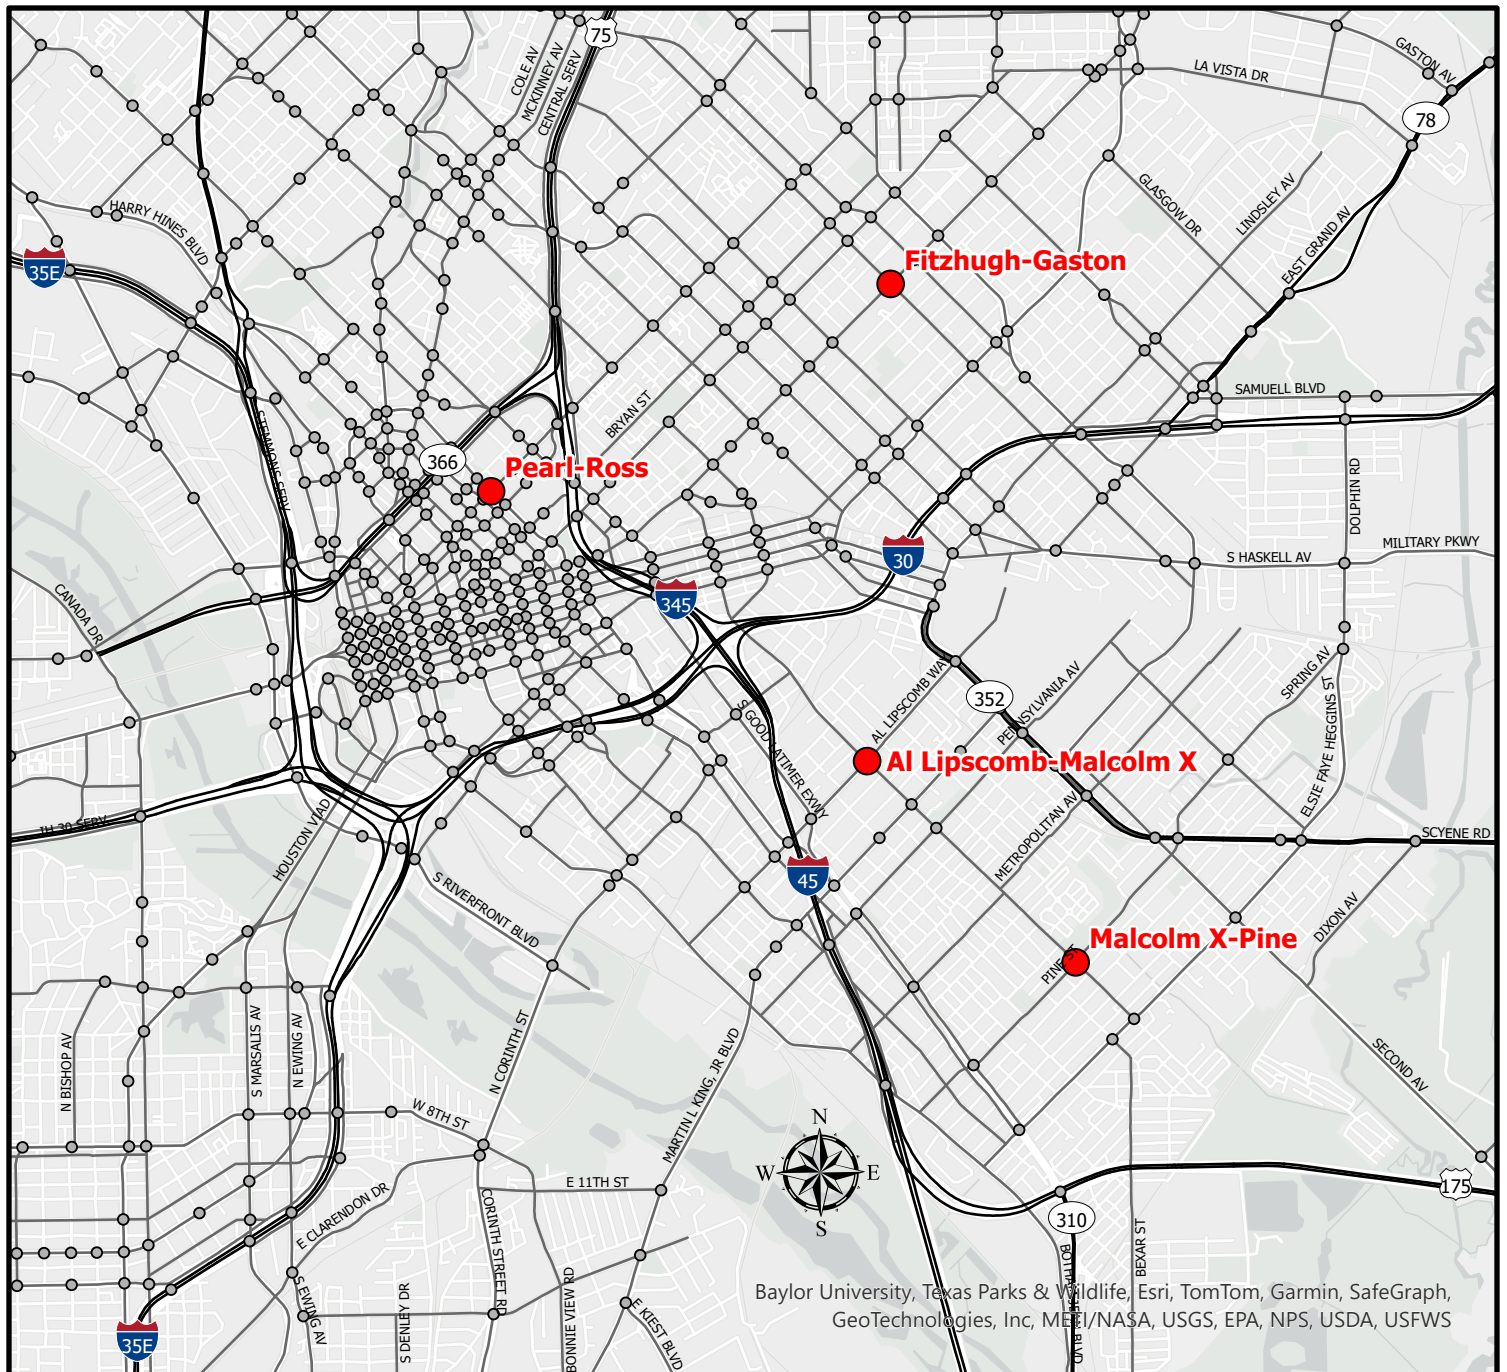 75
COLE AV
MCKINNEY AV
CENTRAL SERV
GASTON AV
LA VISTA DR
78
GLASGOW DR
LINDSLEY AV
EAST GRAND AV
HARRY HINES BLVD
35E
Fitzhugh-Gaston
SAMUELL BLVD
BRYAN ST
STEMMONS SERV
366
Pearl-Ross
DOLPHIN RD
MILITARY PKWY
S HASKELL AV
30
345
CANADA DR
SPRING AV
AL LIPSCOMB WAY
352
PENNSYLVANIA AV
ELSIE FAYE HEGGINS ST
S GOOD LATIMER EXWY
Al Lipscomb-Malcolm X
IH 30 SERV
HOUSTON VIAD
METROPOLITAN AV
SCYENE RD
45
S RIVERFRONT BLVD
DIXON AV
Malcolm X-Pine
PINE ST
N BISHOP AV
S MARSALIS AV
N EWING AV
N CORINTH ST
MARTIN L KING, JR BLVD
SECOND AV
W 8TH ST
N
W
E
S
E 11TH ST
175
E CLARENDON DR
CORINTH STREET RD
310
BEXAR ST
S EWING AV
S DENLEY DR
BONNIE VIEW RD
E KIEST BLVD
35E
Baylor University, Texas Parks & Wildlife, Esri, TomTom, Garmin, SafeGraph,
GeoTechnologies, Inc, METI/NASA, USGS, EPA, NPS, USDA, USFWS